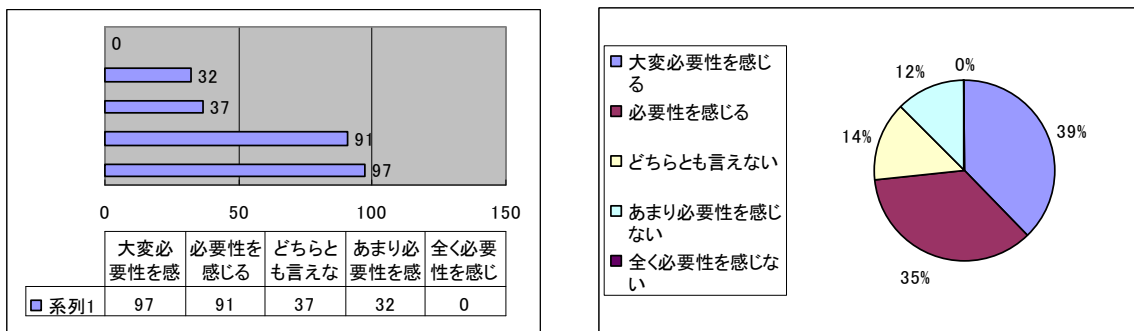 0
32
37
91
97
0 50 100 150
大変必要性を感 必要性を感じる どちらとも言えな あまり必要性を感 全く必要性を感じ
系列1 97 91 37 32 0
大変必要性を感じ
る
必要性を感じる
どちらとも言えない
あまり必要性を感じ
ない
全く必要性を感じな
い
0%
12%
39%
14%
35%